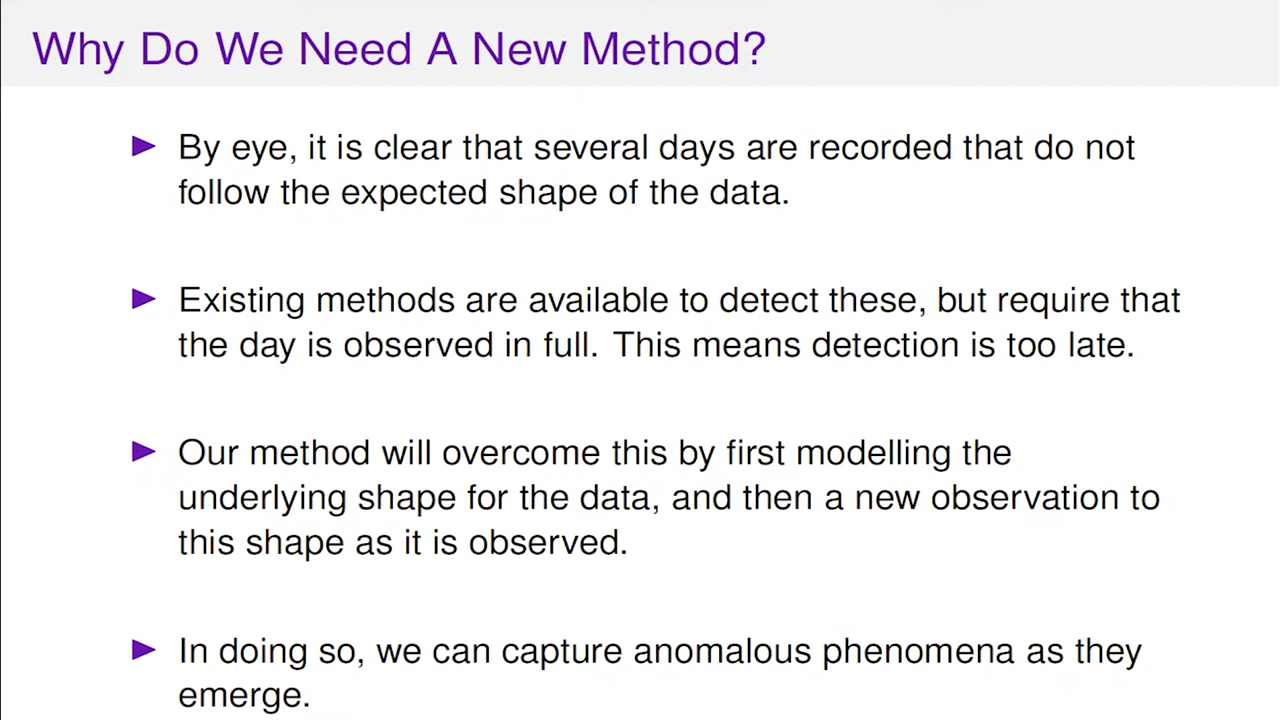 Why Do We Need A New Method?
By eye, it is clear that several days are recorded that do not
follow the expected shape of the data.
Existing methods are available to detect these, but require that
the day is observed in full. This means detection is too late.
Our method will overcome this by first modelling the
underlying shape for the data, and then a new observation to
this shape as it is observed.
In doing so, we can capture anomalous phenomena as they
emerge.